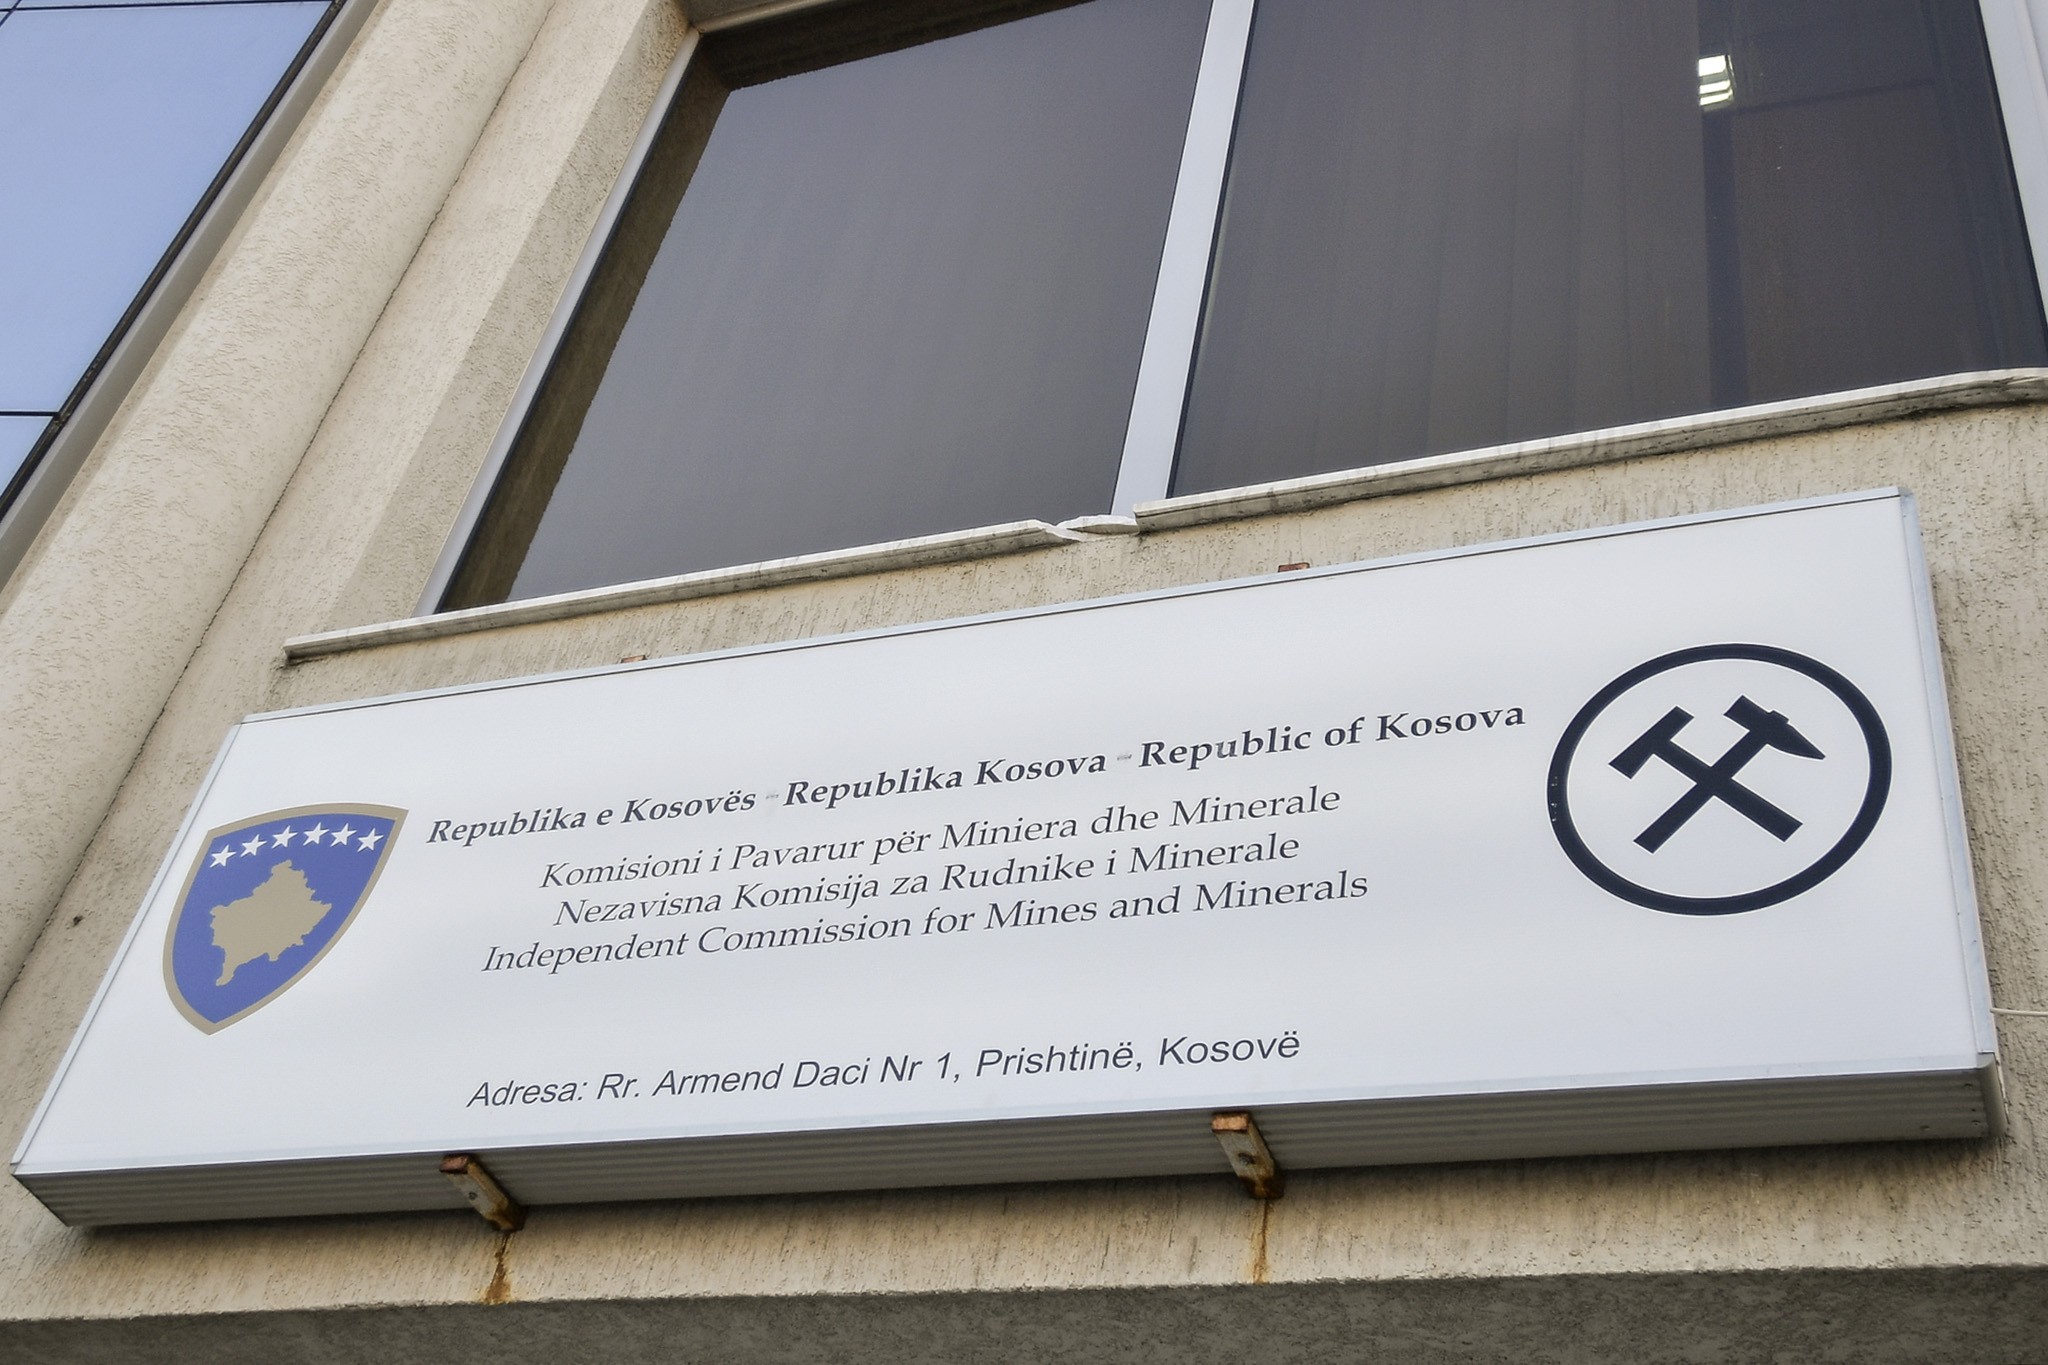 Republika e Kosovës - Republika Kosova - Republic of Kosova
Komisioni i Pavarur për Miniera dhe Minerale
Nezavisna Komisija za Rudnike i Minerale
Independent Commission for Mines and Minerals
Adresa: Rr. Armend Daci Nr 1, Prishtinë, Kosovë